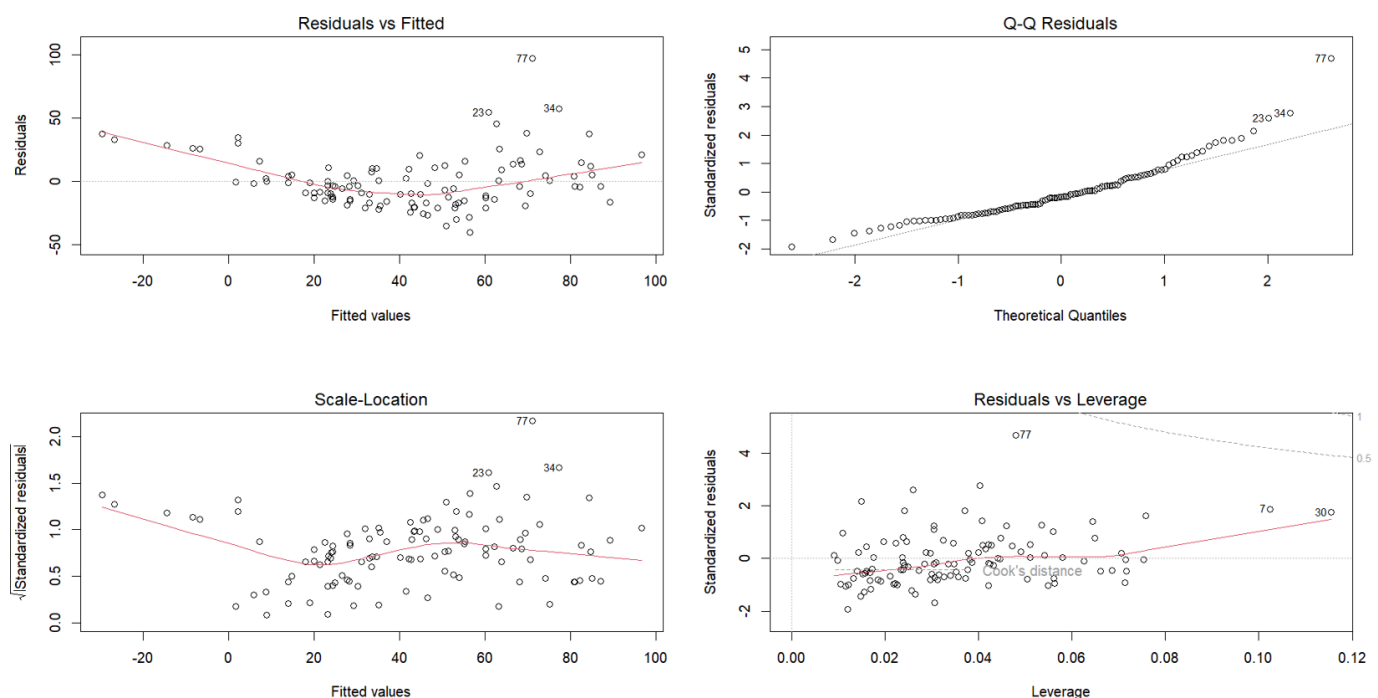 Residuals vs Fitted
Residuals
100
50
0
-50
77
23
34
-20 0 20 40 60 80 100
Fitted values
Q-Q Residuals
Standardized residuals
5
4
3
2
1
0
-1
-2
77
23
34
-2 -1 0 1 2
Theoretical Quantiles
Scale-Location
√|Standardized residuals|
2.0
1.5
1.0
0.5
0.0
77
23
34
-20 0 20 40 60 80 100
Fitted values
Residuals vs Leverage
Standardized residuals
4
2
0
-2
77
7
30
1
0.5
Cook's distance
0.00 0.02 0.04 0.06 0.08 0.10 0.12
Leverage